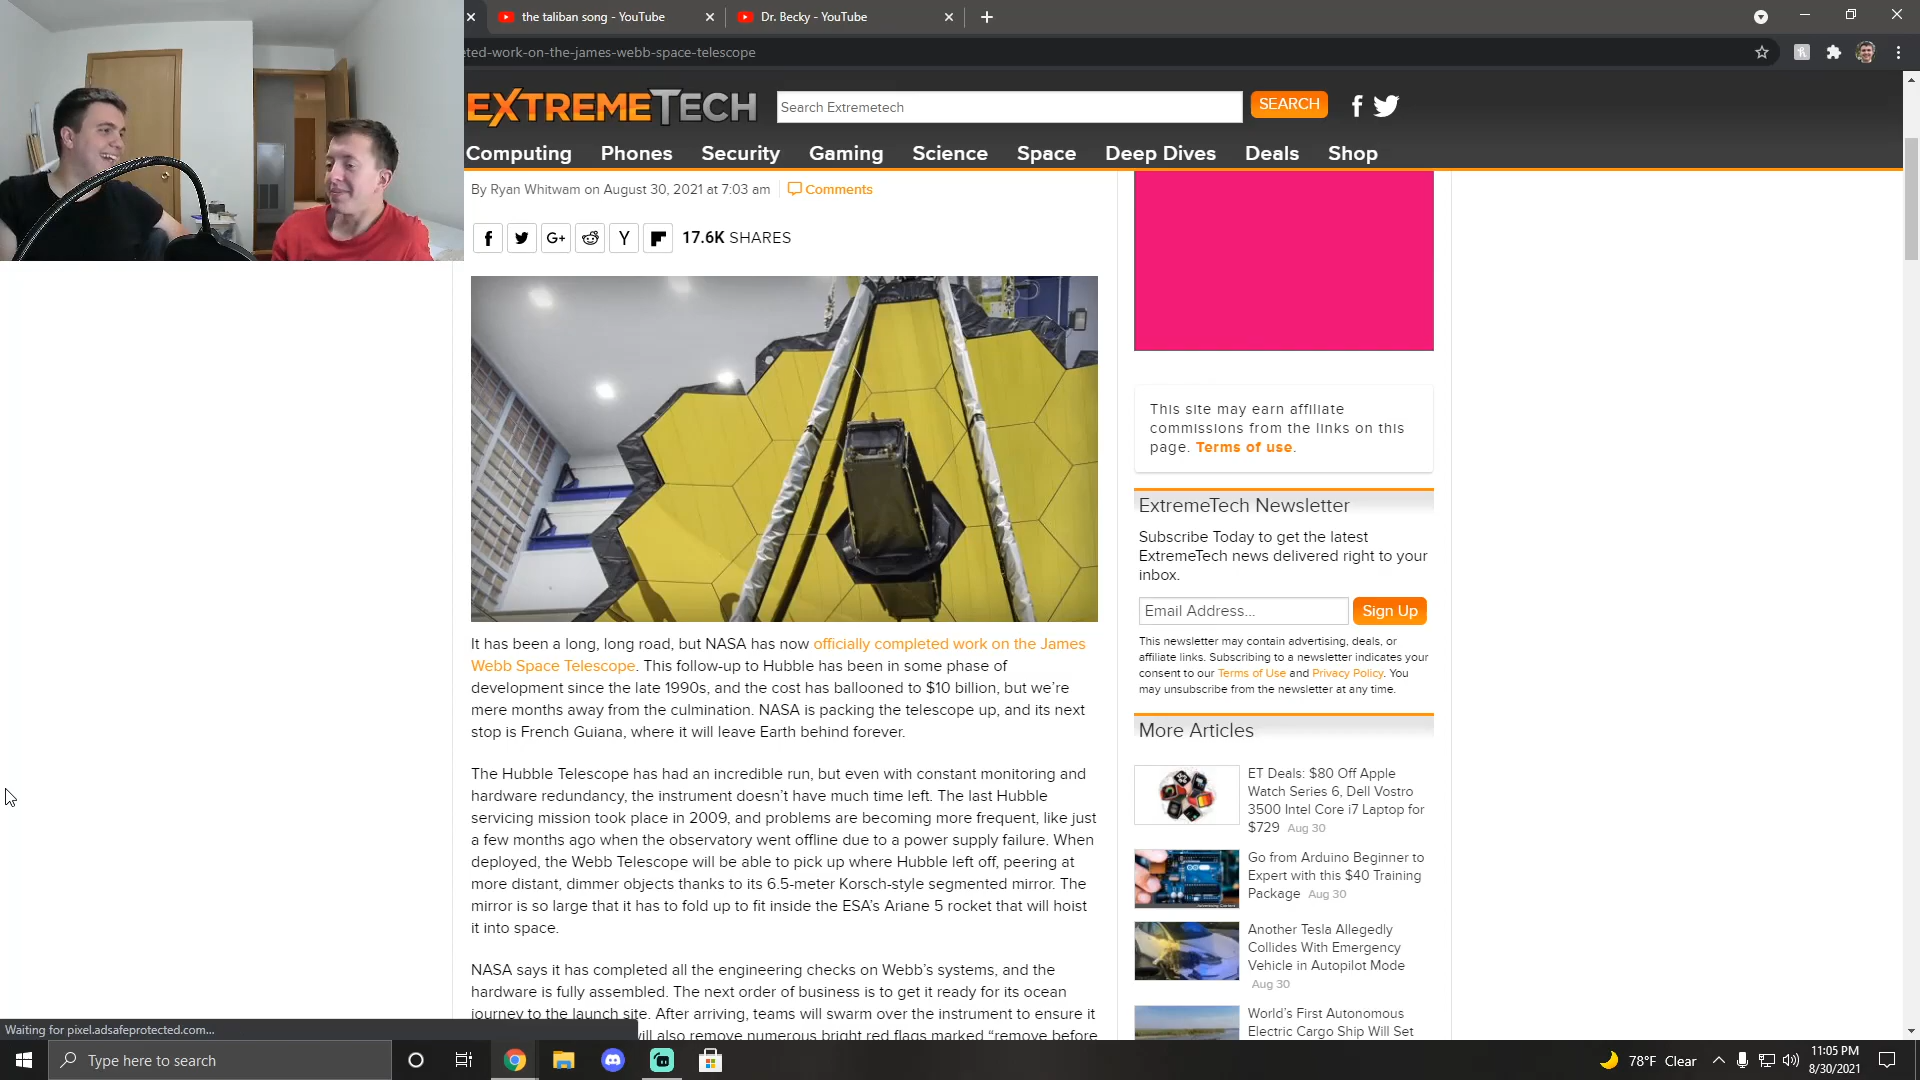 the taliban song - YouTube
Dr. Becky - YouTube
ted-work-on-the-james-webb-space-telescope
EXTREMETECH
Search Extremetech
SEARCH
Computing Phones Security Gaming Science Space Deep Dives Deals Shop
By Ryan Whitwam on August 30, 2021 at 7:03 am
Comments
G+
Y
17.6K SHARES
It has been a long, long road, but NASA has now officially completed work on the James
Webb Space Telescope. This follow-up to Hubble has been in some phase of
development since the late 1990s, and the cost has ballooned to $10 billion, but we’re
mere months away from the culmination. NASA is packing the telescope up, and its next
stop is French Guiana, where it will leave Earth behind forever.
The Hubble Telescope has had an incredible run, but even with constant monitoring and
hardware redundancy, the instrument doesn’t have much time left. The last Hubble
servicing mission took place in 2009, and problems are becoming more frequent, like just
a few months ago when the observatory went offline due to a power supply failure. When
deployed, the Webb Telescope will be able to pick up where Hubble left off, peering at
more distant, dimmer objects thanks to its 6.5-meter Korsch-style segmented mirror. The
mirror is so large that it has to fold up to fit inside the ESA’s Ariane 5 rocket that will hoist
it into space.
NASA says it has completed all the engineering checks on Webb’s systems, and the
hardware is fully assembled. The next order of business is to get it ready for its ocean
journey to the launch site. After arriving, teams will swarm over the instrument to ensure it
will also remove numerous bright red flags marked “remove before
This site may earn affiliate
commissions from the links on this
page. Terms of use.
ExtremeTech Newsletter
Subscribe Today to get the latest
ExtremeTech news delivered right to your
inbox.
Email Address...
Sign Up
This newsletter may contain advertising, deals, or
affiliate links. Subscribing to a newsletter indicates your
consent to our Terms of Use and Privacy Policy. You
may unsubscribe from the newsletter at any time.
More Articles
ET Deals: $80 Off Apple
Watch Series 6, Dell Vostro
3500 Intel Core i7 Laptop for
$729 Aug 30
Go from Arduino Beginner to
Expert with this $40 Training
Package Aug 30
Another Tesla Allegedly
Collides With Emergency
Vehicle in Autopilot Mode
Aug 30
World’s First Autonomous
Electric Cargo Ship Will Set
Waiting for pixel.adsafeprotected.com...
Type here to search
78°F Clear
11:05 PM
8/30/2021